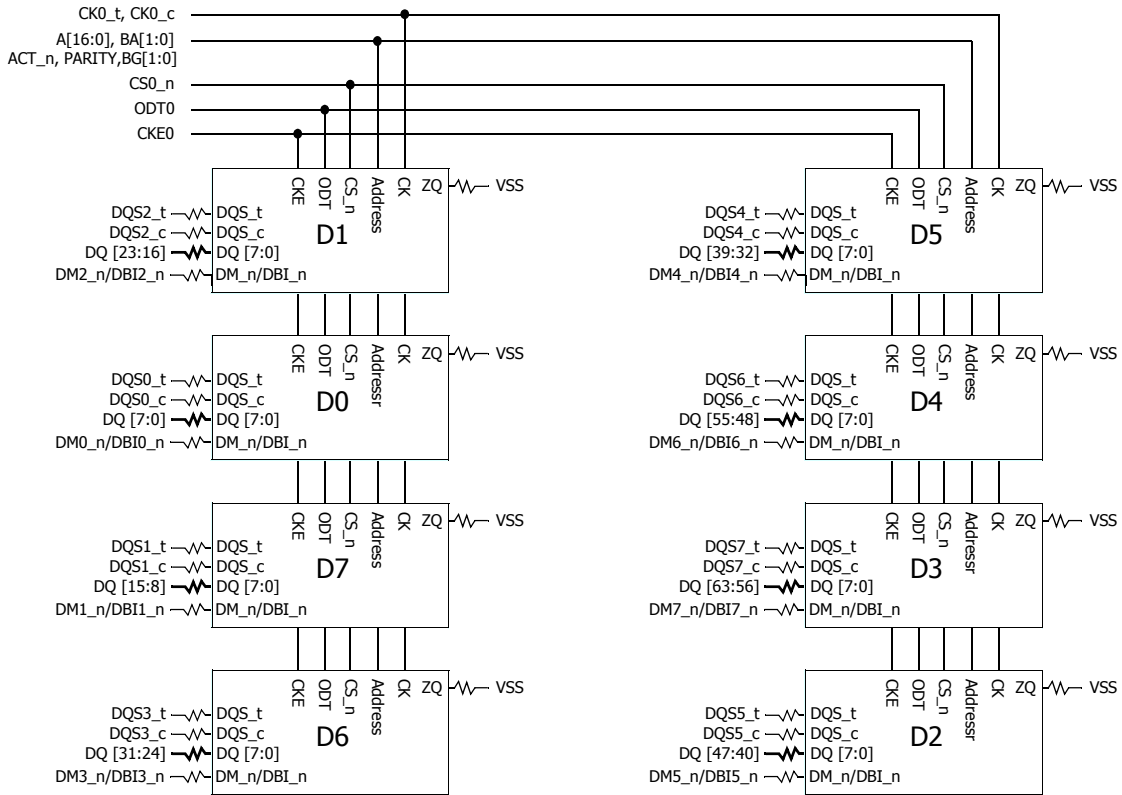 CK0_t, CK0_c
A[16:0], BA[1:0]
ACT_n, PARITY,BG[1:0]
CS0_n
ODT0
CKE0
CKE ODT CS_n Address CK ZQ VSS
DQS2_t DQS_t
DQS2_c DQS_c
D1
DQ [23:16] DQ [7:0]
DM2_n/DBI2_n DM_n/DBI_n
CKE ODT CS_n Address CK ZQ VSS
DQS4_t DQS_t
DQS4_c DQS_c
D5
DQ [39:32] DQ [7:0]
DM4_n/DBI4_n DM_n/DBI_n
CKE ODT CS_n Addressr CK ZQ VSS
DQS0_t DQS_t
DQS0_c DQS_c
D0
DQ [7:0] DQ [7:0]
DM0_n/DBI0_n DM_n/DBI_n
CKE ODT CS_n Address CK ZQ VSS
DQS6_t DQS_t
DQS6_c DQS_c
D4
DQ [55:48] DQ [7:0]
DM6_n/DBI6_n DM_n/DBI_n
CKE ODT CS_n Address CK ZQ VSS
DQS1_t DQS_t
DQS1_c DQS_c
D7
DQ [15:8] DQ [7:0]
DM1_n/DBI1_n DM_n/DBI_n
CKE ODT CS_n Addressr CK ZQ VSS
DQS7_t DQS_t
DQS7_c DQS_c
D3
DQ [63:56] DQ [7:0]
DM7_n/DBI7_n DM_n/DBI_n
CKE ODT CS_n Address CK ZQ VSS
DQS3_t DQS_t
DQS3_c DQS_c
D6
DQ [31:24] DQ [7:0]
DM3_n/DBI3_n DM_n/DBI_n
CKE ODT CS_n Addressr CK ZQ VSS
DQS5_t DQS_t
DQS5_c DQS_c
D2
DQ [47:40] DQ [7:0]
DM5_n/DBI5_n DM_n/DBI_n